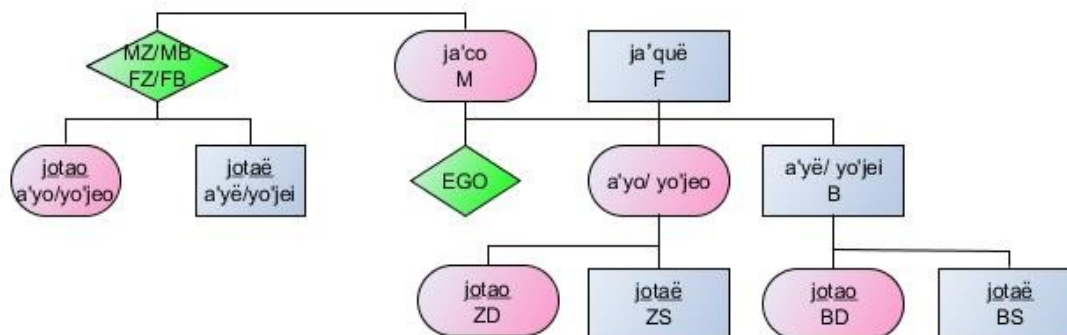 MZ/MB
FZ/FB
ja'co
M
ja'quë
F
jotao
a'yo/yo'jeo
jotaë
a'yë/yo'jei
EGO
a'yo/ yo'jeo
a'yë/ yo'jei
B
jotao
ZD
jotaë
ZS
jotao
BD
jotaë
BS